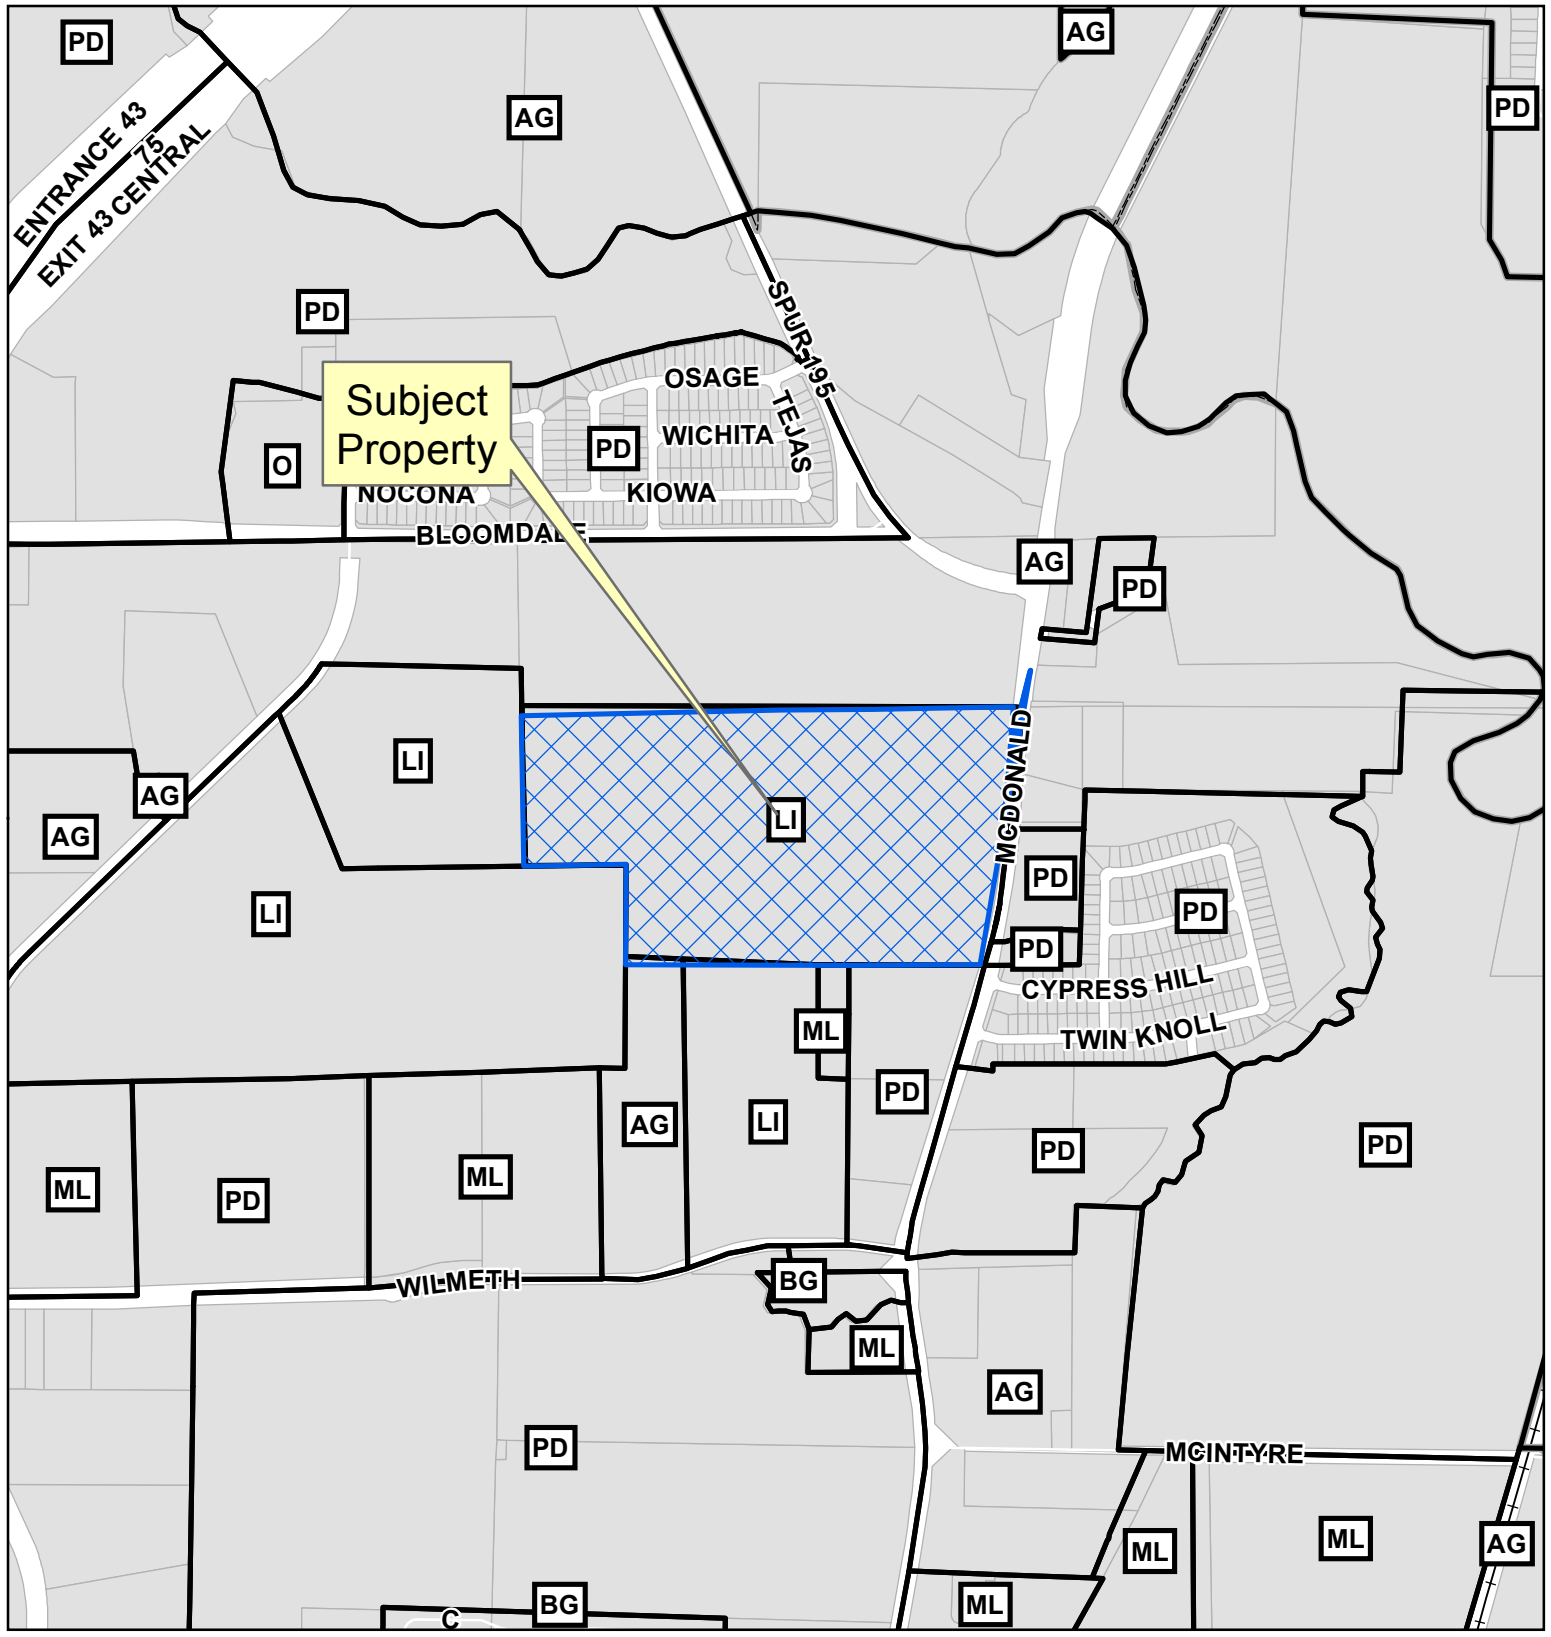 PD
AG
AG
PD
ENTRANCE 43
75
EXIT 43 CENTRAL
PD
SPUR 195
Subject
Property
OSAGE
TEJAS
WICHITA
PD
O
NOCONA
KIOWA
BLOOMDALE
AG
PD
LI
AG
AG
LI
MCDONALD
PD
PD
LI
PD
CYPRESS HILL
TWIN KNOLL
ML
PD
AG
LI
PD
PD
ML
PD
ML
WILMETH
BG
ML
AG
PD
MCINTYRE
ML
ML
AG
BG
ML
C